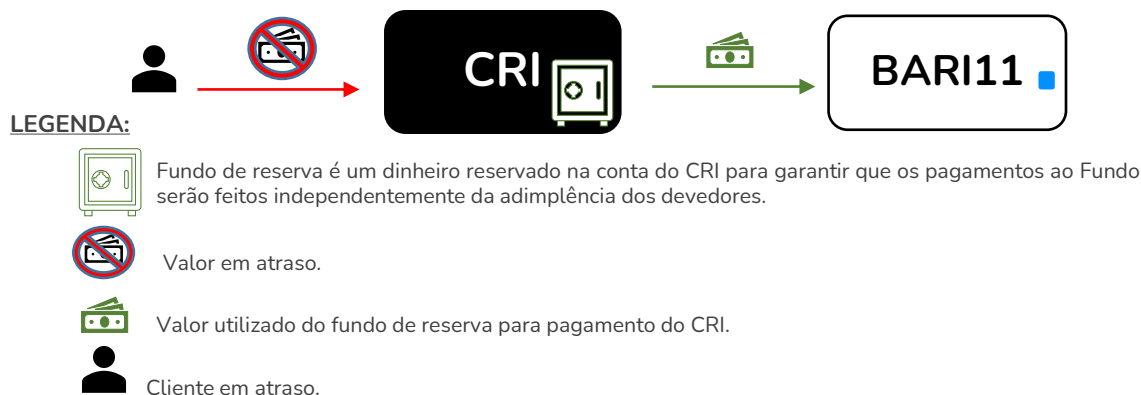 CRI
BARI11
LEGENDA:
Fundo de reserva é um dinheiro reservado na conta do CRI para garantir que os pagamentos ao Fundo
serão feitos independentemente da adimplência dos devedores.
Valor em atraso.
Valor utilizado do fundo de reserva para pagamento do CRI.
Cliente em atraso.